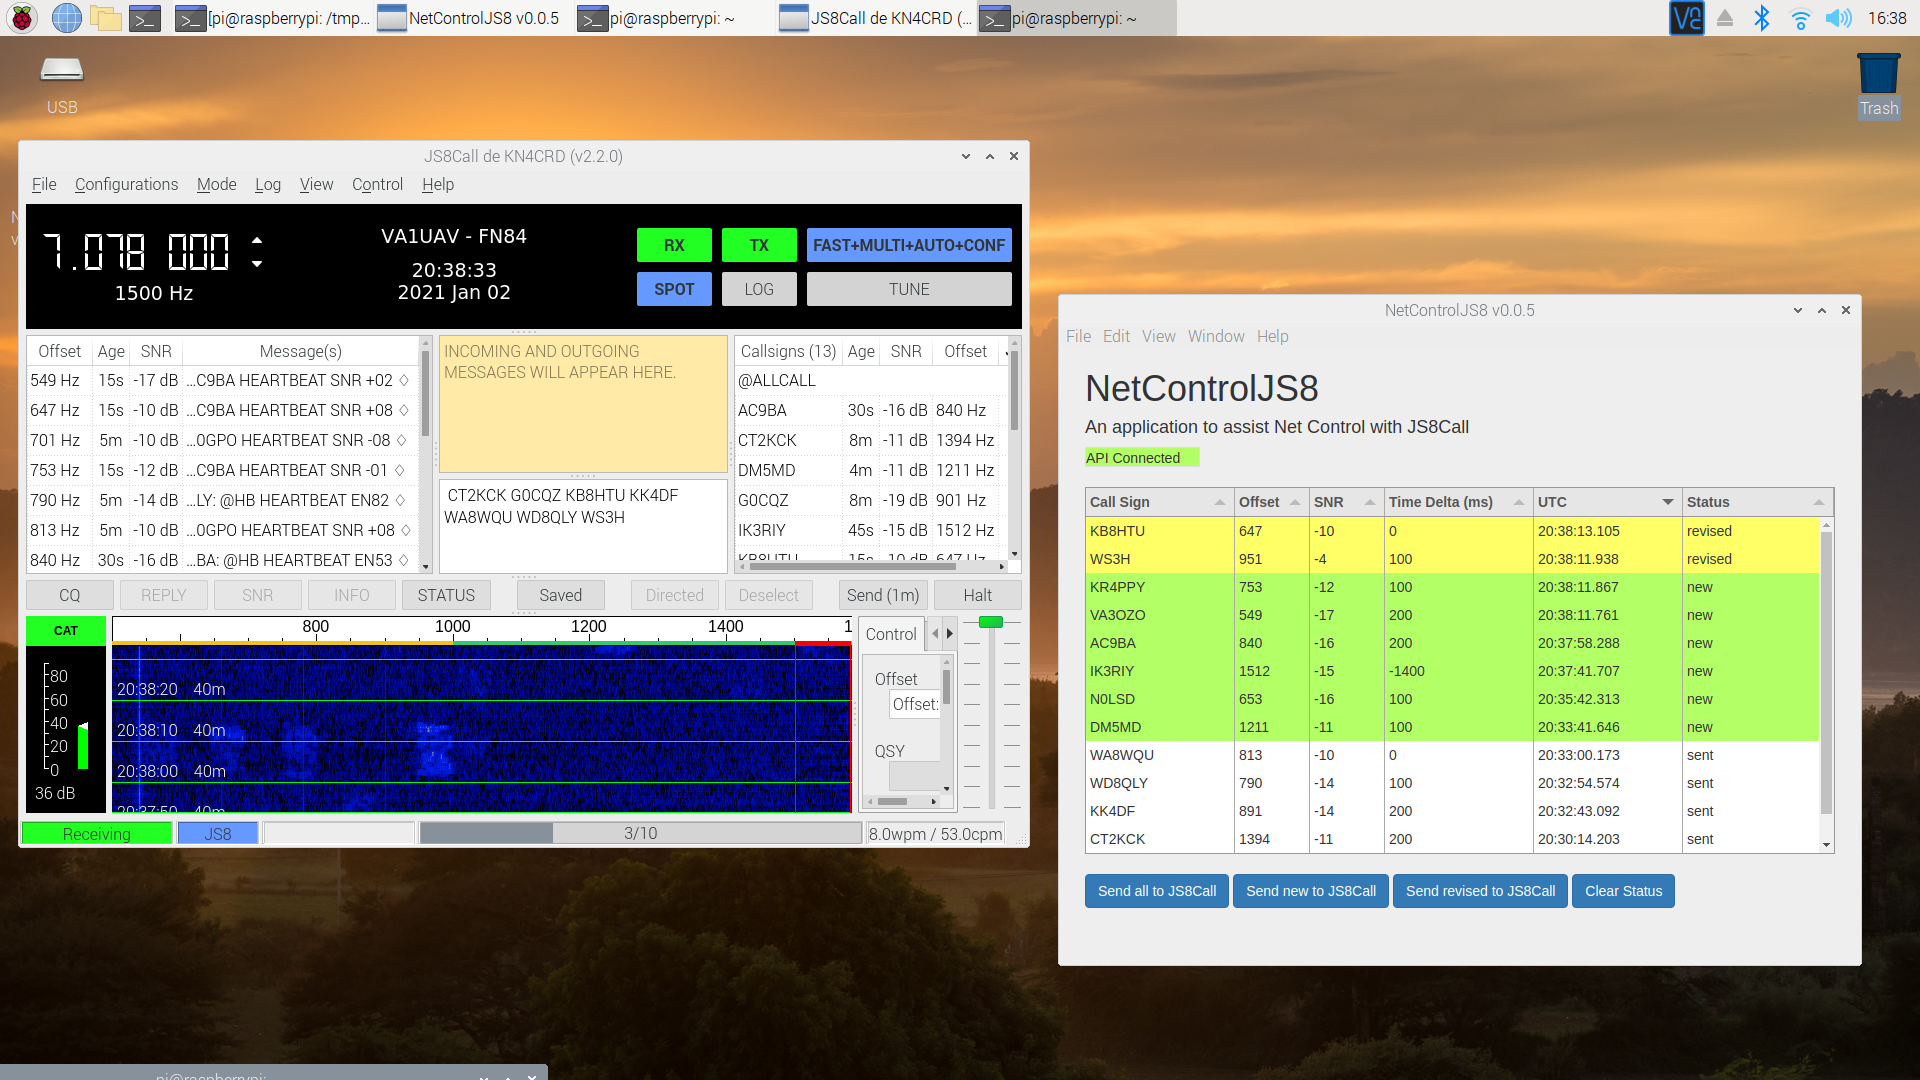 [pi@raspberrypi: /tmp... NetControlJS8 v0.0.5 pi@raspberrypi: ~ JS8Call de KN4CRD (... pi@raspberrypi: ~ 16:38
USB
Trash
JS8Call de KN4CRD (v2.2.0)
File Configurations Mode Log View Control Help
7.078 000
1500 Hz
VA1UAV - FN84
20:38:33
2021 Jan 02
RX TX FAST+MULTI+AUTO+CONF
SPOT LOG TUNE
Offset Age SNR Message(s)
549 Hz 15s -17 dB ...C9BA HEARTBEAT SNR +02 ♢
647 Hz 15s -10 dB ...C9BA HEARTBEAT SNR +08 ♢
701 Hz 5m -10 dB ...0GPO HEARTBEAT SNR -08 ♢
753 Hz 15s -12 dB ...C9BA HEARTBEAT SNR -01 ♢
790 Hz 5m -14 dB ...LY: @HB HEARTBEAT EN82 ♢
813 Hz 5m -10 dB ...0GPO HEARTBEAT SNR +08 ♢
840 Hz 30s -16 dB ...BA: @HB HEARTBEAT EN53 ♢
INCOMING AND OUTGOING
MESSAGES WILL APPEAR HERE.
CT2KCK G0CQZ KB8HTU KK4DF
WA8WQU WD8QLY WS3H
Callsigns (13) Age SNR Offset
@ALLCALL
AC9BA 30s -16 dB 840 Hz
CT2KCK 8m -11 dB 1394 Hz
DM5MD 4m -11 dB 1211 Hz
G0CQZ 8m -19 dB 901 Hz
IK3RIY 45s -15 dB 1512 Hz
KB8HTU 15s -10 dB 647 Hz
CQ REPLY SNR INFO STATUS Saved Directed Deselect Send (1m) Halt
CAT
80
60
40
20
0
36 dB
800 1000 1200 1400 1
20:38:20 40m
20:38:10 40m
20:38:00 40m
20:37:50 40m
Control
Offset
Offset:
QSY
Receiving JS8 3/10 8.0wpm / 53.0cpm
NetControlJS8 v0.0.5
File Edit View Window Help
NetControlJS8
An application to assist Net Control with JS8Call
API Connected
Call Sign Offset SNR Time Delta (ms) UTC Status
KB8HTU 647 -10 0 20:38:13.105 revised
WS3H 951 -4 100 20:38:11.938 revised
KR4PPY 753 -12 100 20:38:11.867 new
VA3OZO 549 -17 200 20:38:11.761 new
AC9BA 840 -16 200 20:37:58.288 new
IK3RIY 1512 -15 -1400 20:37:41.707 new
N0LSD 653 -16 100 20:35:42.313 new
DM5MD 1211 -11 100 20:33:41.646 new
WA8WQU 813 -10 0 20:33:00.173 sent
WD8QLY 790 -14 100 20:32:54.574 sent
KK4DF 891 -14 200 20:32:43.092 sent
CT2KCK 1394 -11 200 20:30:14.203 sent
Send all to JS8Call Send new to JS8Call Send revised to JS8Call Clear Status
pi@raspberrypi: